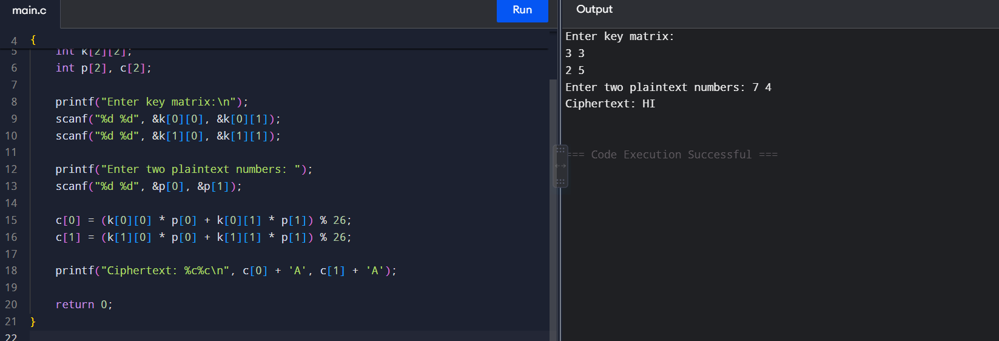 main.c
Run
4 {
5 int k[2][2];
6 int p[2], c[2];
7
8 printf("Enter key matrix:\n");
9 scanf("%d %d", &k[0][0], &k[0][1]);
10 scanf("%d %d", &k[1][0], &k[1][1]);
11
12 printf("Enter two plaintext numbers: ");
13 scanf("%d %d", &p[0], &p[1]);
14
15 c[0] = (k[0][0] * p[0] + k[0][1] * p[1]) % 26;
16 c[1] = (k[1][0] * p[0] + k[1][1] * p[1]) % 26;
17
18 printf("Ciphertext: %c%c\n", c[0] + 'A', c[1] + 'A');
19
20 return 0;
21 }
22
Output
Enter key matrix:
3 3
2 5
Enter two plaintext numbers: 7 4
Ciphertext: HI
=== Code Execution Successful ===